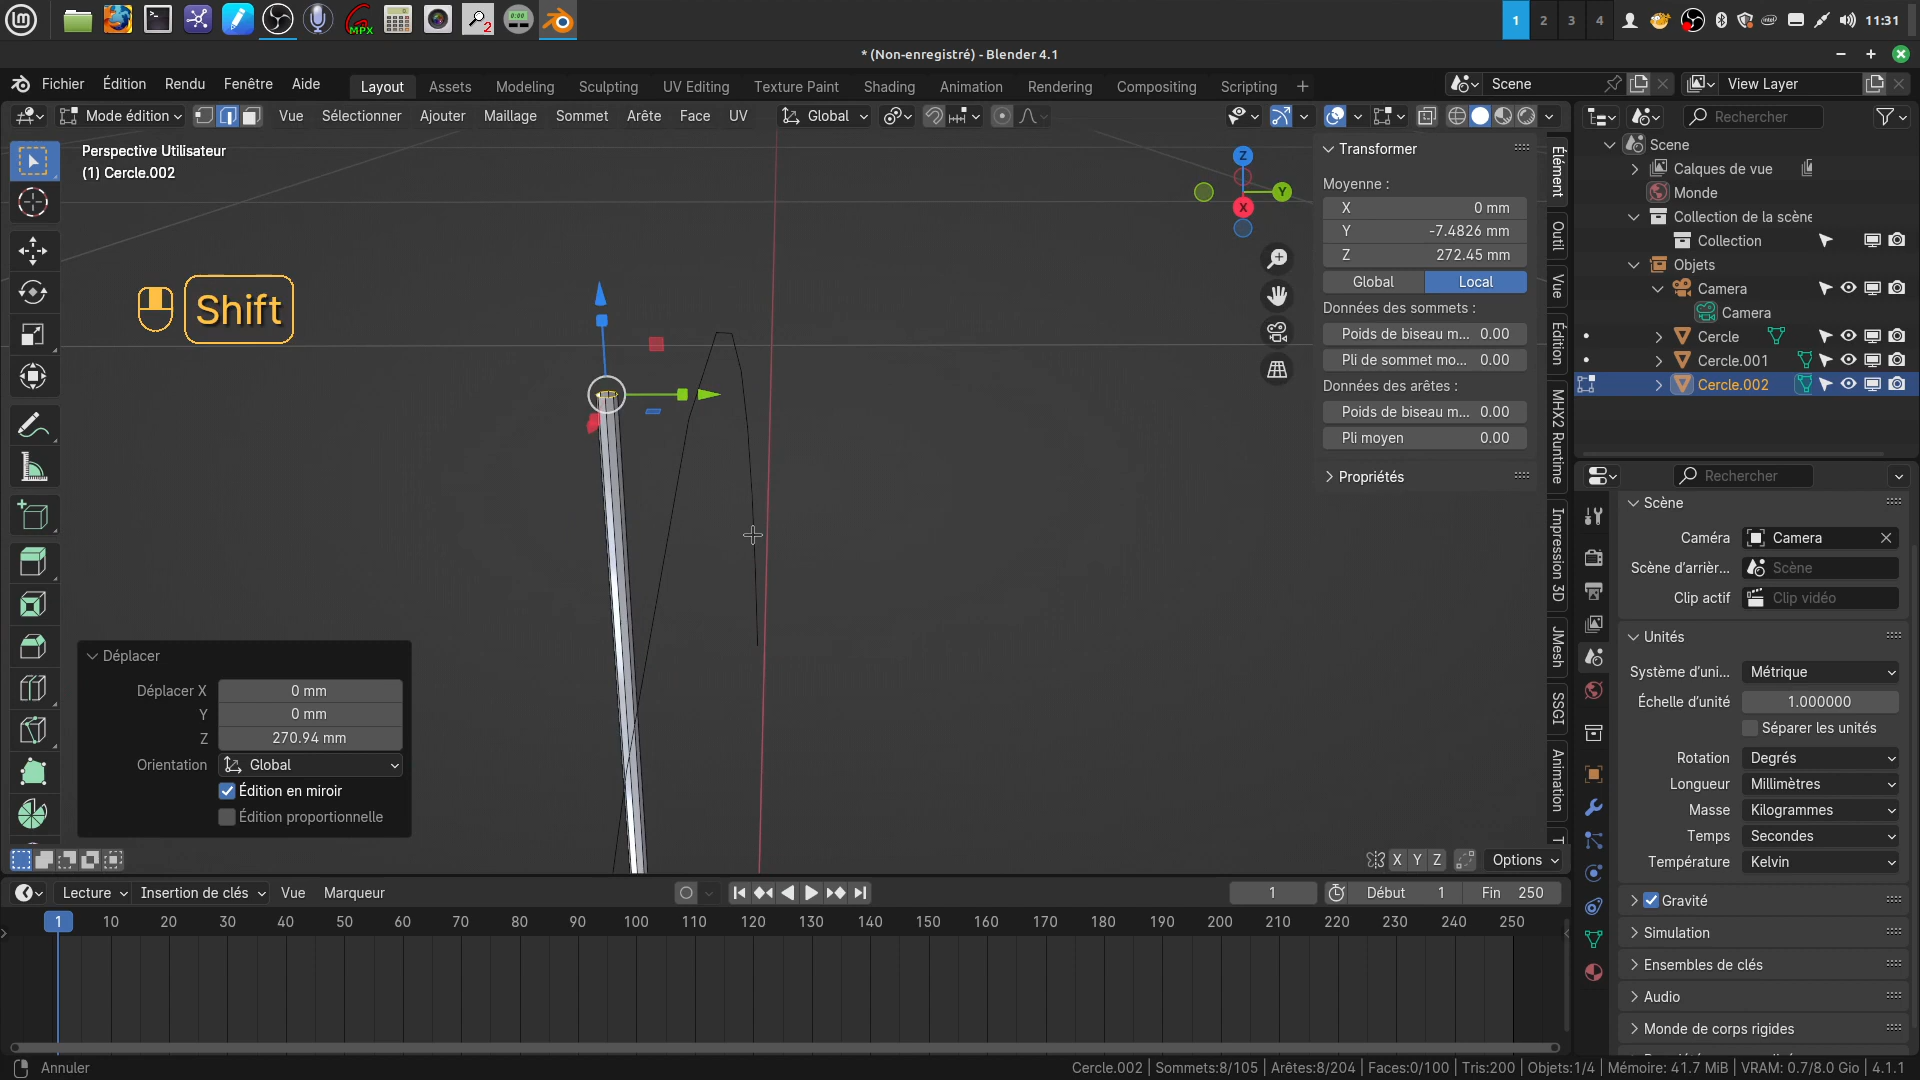 MPX
2
0:00
1
2
3
4
11:31
* (Non-enregistré) - Blender 4.1
Fichier
Édition
Rendu
Fenêtre
Aide
Layout
Assets
Modeling
Sculpting
UV Editing
Texture Paint
Shading
Animation
Rendering
Compositing
Scripting
+
Scene
View Layer
Mode édition
Vue
Sélectionner
Ajouter
Maillage
Sommet
Arête
Face
UV
Global
Rechercher
Perspective Utilisateur
(1) Cercle.002
Shift
Z
Y
X
Transformer
Moyenne :
X 0 mm
Y -7.4826 mm
Z 272.45 mm
Global
Local
Données des sommets :
Poids de biseau m... 0.00
Pli de sommet mo... 0.00
Données des arêtes :
Poids de biseau m... 0.00
Pli moyen 0.00
Propriétés
Élément
Outil
Vue
Édition
MHX2 Runtime
Impression 3D
JMesh
SSGI
Animation
T
Scene
Calques de vue
Monde
Collection de la scène
Collection
Objets
Camera
Camera
Cercle
Cercle.001
Cercle.002
Rechercher
Scène
Caméra Camera
Scène d'arrièr... Scène
Clip actif Clip vidéo
Unités
Système d'uni... Métrique
Échelle d'unité 1.000000
Séparer les unités
Rotation Degrés
Longueur Millimètres
Masse Kilogrammes
Temps Secondes
Température Kelvin
Gravité
Simulation
Ensembles de clés
Audio
Monde de corps rigides
Déplacer
Déplacer X 0 mm
Y 0 mm
Z 270.94 mm
Orientation Global
Édition en miroir
Édition proportionnelle
X Y Z
Options
Lecture
Insertion de clés
Vue
Marqueur
1
Début 1
Fin 250
1 10 20 30 40 50 60 70 80 90 100 110 120 130 140 150 160 170 180 190 200 210 220 230 240 250
Annuler
Cercle.002 | Sommets:8/105 | Arêtes:8/204 | Faces:0/100 | Tris:200 | Objets:1/4 | Mémoire: 41.7 MiB | VRAM: 0.7/8.0 Gio | 4.1.1